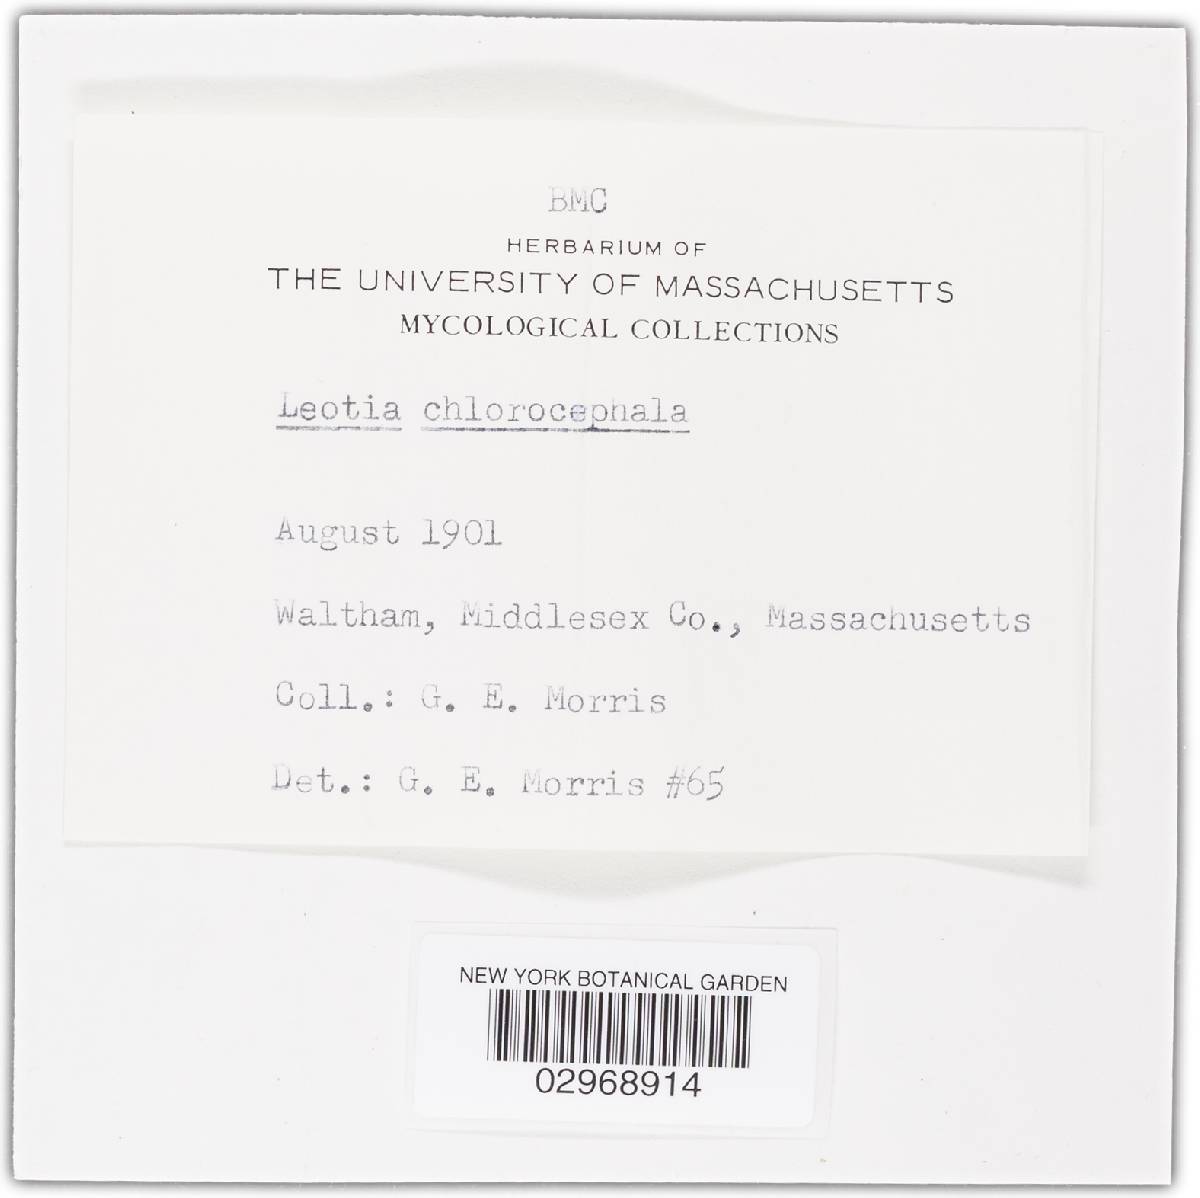 BMC
HERBARIUM OF
THE UNIVERSITY OF MASSACHUSETTS
MYCOLOGICAL COLLECTIONS
Leotia chlorocephala
August 1901
Waltham, Middlesex Co., Massachusetts
Coll.: G. E. Morris
Det.: G. E. Morris #65
NEW YORK BOTANICAL GARDEN
02968914